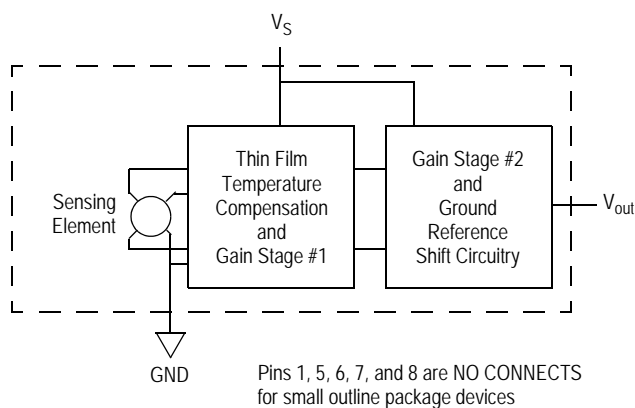 V_S
Thin Film
Temperature
Compensation
and
Gain Stage #1
Gain Stage #2
and
Ground
Reference
Shift Circuitry
Sensing
Element
V_out
GND
Pins 1, 5, 6, 7, and 8 are NO CONNECTS
for small outline package devices